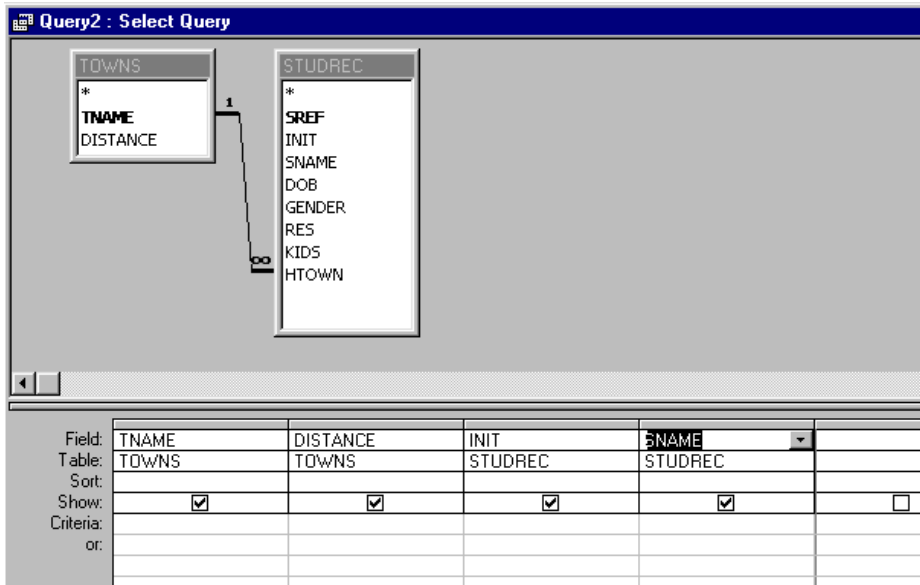 Query2 : Select Query
TOWNS
*
TNAME
DISTANCE
1
∞
STUDREC
*
SREF
INIT
SNAME
DOB
GENDER
RES
KIDS
HTOWN
Field: TNAME DISTANCE INIT SNAME
Table: TOWNS TOWNS STUDREC STUDREC
Sort:
Show:
Criteria:
or: